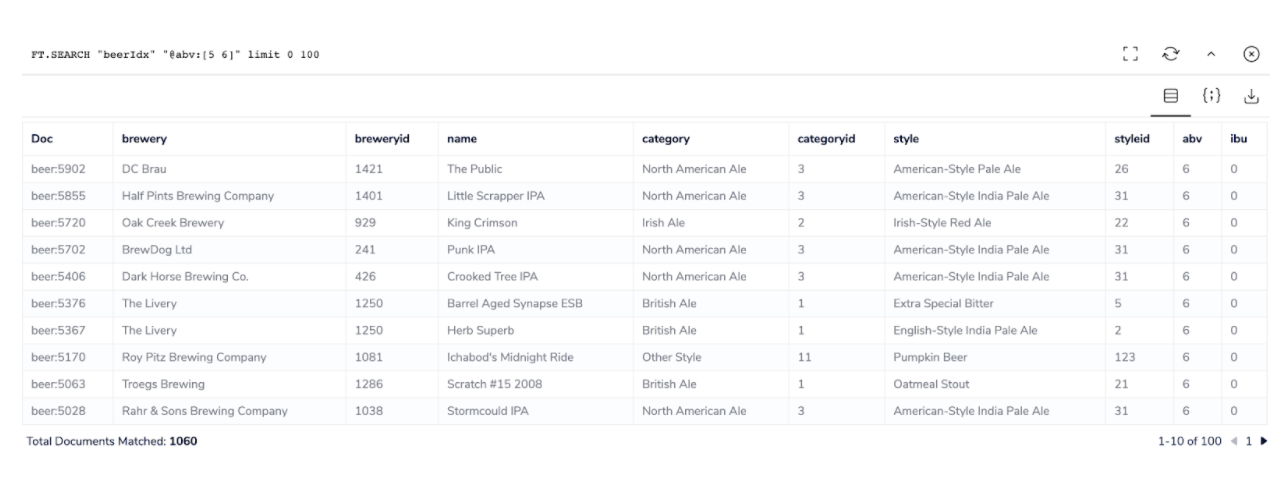 FT.SEARCH "beerIdx" "@abv:[5 6]" limit 0 100
Doc brewery breweryid name category categoryid style styleid abv ibu
beer:5902 DC Brau 1421 The Public North American Ale 3 American-Style Pale Ale 26 6 0
beer:5855 Half Pints Brewing Company 1401 Little Scrapper IPA North American Ale 3 American-Style India Pale Ale 31 6 0
beer:5720 Oak Creek Brewery 929 King Crimson Irish Ale 2 Irish-Style Red Ale 22 6 0
beer:5702 BrewDog Ltd 241 Punk IPA North American Ale 3 American-Style India Pale Ale 31 6 0
beer:5406 Dark Horse Brewing Co. 426 Crooked Tree IPA North American Ale 3 American-Style India Pale Ale 31 6 0
beer:5376 The Livery 1250 Barrel Aged Synapse ESB British Ale 1 Extra Special Bitter 5 6 0
beer:5367 The Livery 1250 Herb Superb British Ale 1 English-Style India Pale Ale 2 6 0
beer:5170 Roy Pitz Brewing Company 1081 Ichabod's Midnight Ride Other Style 11 Pumpkin Beer 123 6 0
beer:5063 Troegs Brewing 1286 Scratch #15 2008 British Ale 1 Oatmeal Stout 21 6 0
beer:5028 Rahr & Sons Brewing Company 1038 Stormcould IPA North American Ale 3 American-Style India Pale Ale 31 6 0
Total Documents Matched: 1060 1-10 of 100 1